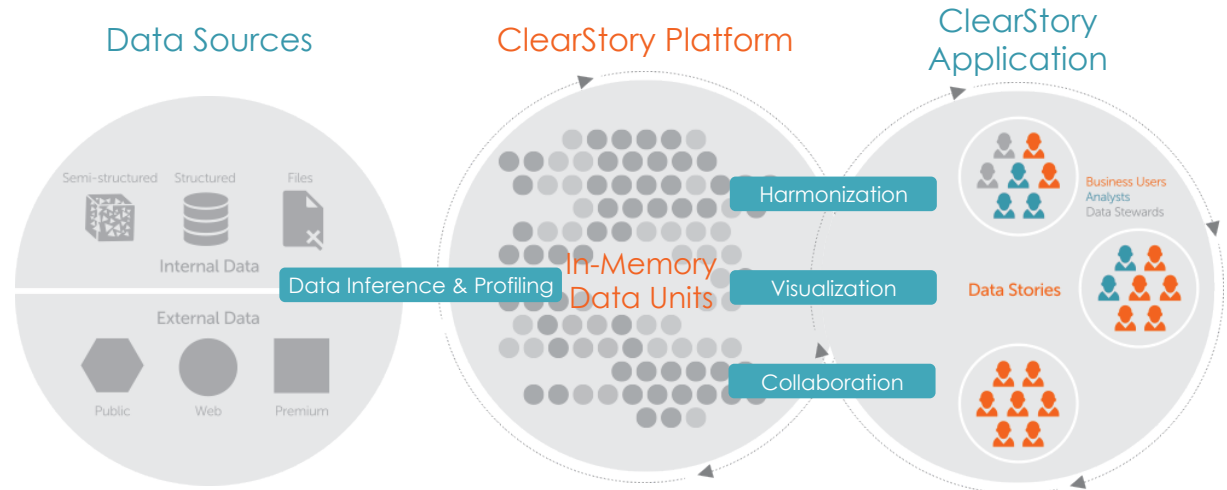 Data Sources
ClearStory Platform
ClearStory
Application
Semi-structured
Structured
Files
Internal Data
External Data
Public
Web
Premium
Data Inference & Profiling
In-Memory
Data Units
Harmonization
Visualization
Collaboration
Business Users
Analysts
Data Stewards
Data Stories